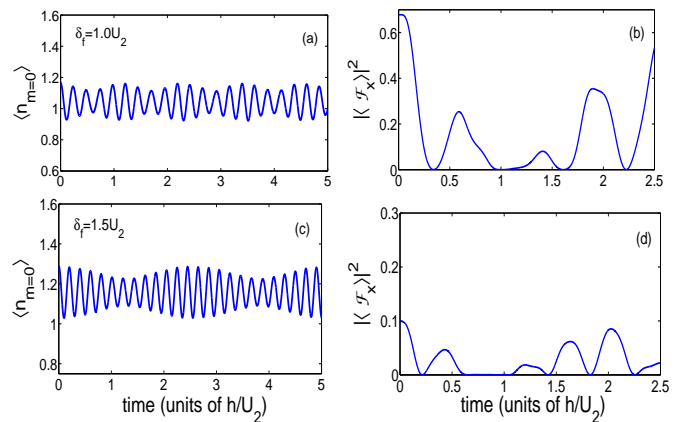 1.6
1.4
1.2
1
0.8
0.6
⟨n_{m=0}⟩
δ_f=1.0U_2
(a)
0 1 2 3 4 5
0.6
0.4
0.2
0
|⟨ ℱ_x⟩|^2
(b)
0 0.5 1 1.5 2 2.5
1.6
1.4
1.2
1
0.8
⟨n_{m=0}⟩
δ_f=1.5U_2
(c)
0 1 2 3 4 5
time (units of h/U_2)
0.3
0.2
0.1
0
|⟨ ℱ_x⟩|^2
(d)
0 0.5 1 1.5 2 2.5
time (units of h/U_2)